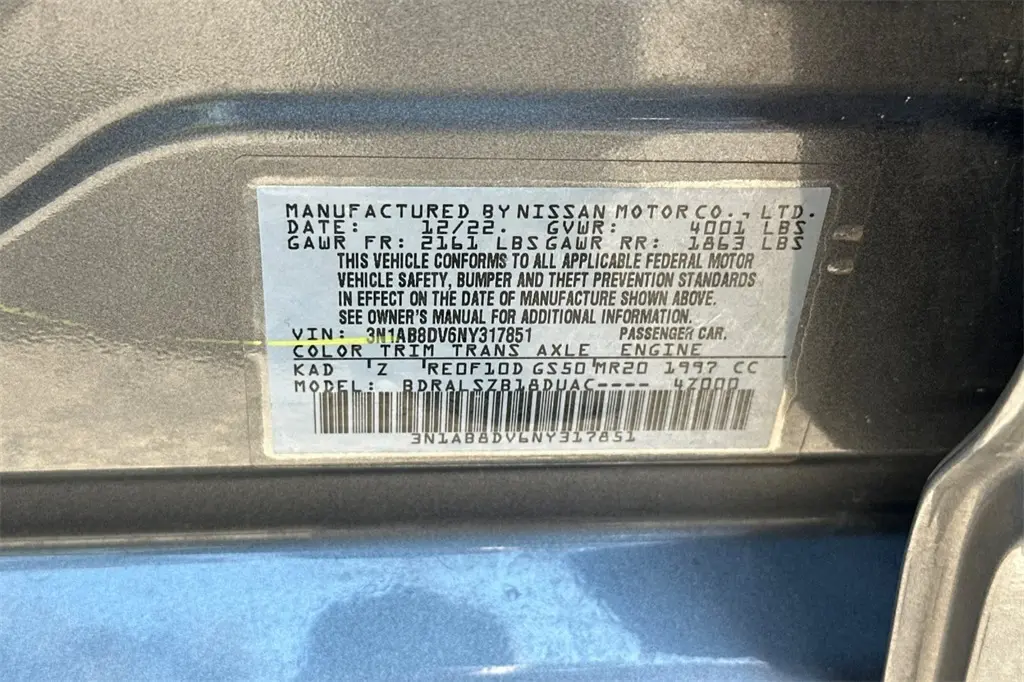 MANUFACTURED BY NISSAN MOTOR CO., LTD.
DATE: 12/22. GVWR: 4001 LBS
GAWR FR: 2161 LBS GAWR RR: 1863 LBS
THIS VEHICLE CONFORMS TO ALL APPLICABLE FEDERAL MOTOR
VEHICLE SAFETY, BUMPER AND THEFT PREVENTION STANDARDS
IN EFFECT ON THE DATE OF MANUFACTURE SHOWN ABOVE.
SEE OWNER'S MANUAL FOR ADDITIONAL INFORMATION.
VIN: 3N1AB8DV6NY317851 PASSENGER CAR.
COLOR TRIM TRANS AXLE ENGINE
KAD 'Z 'RE0F10D GS50 MR20 1997 CC
MODEL: BDRALSZB18DUAC---- 4Z000
3N1AB8DV6NY317851